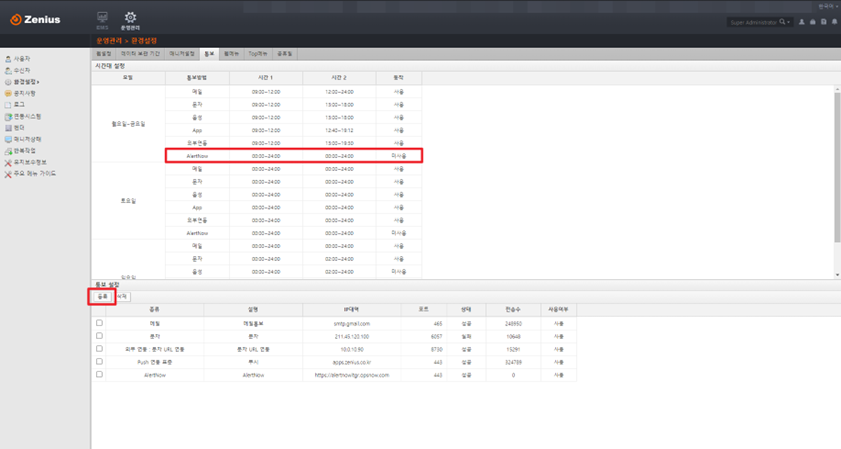 한국어
Zenius
EMS
운영관리
Super Administrator
운영관리 > 환경설정
웹설정 데이터 보관 기간 매니저설정 통보 웹메뉴 Top메뉴 공휴일
시간대 설정
사용자
수신자
환경설정
공지사항
로그
연동시스템
벤더
매니저상태
반복작업
유지보수정보
주요 메뉴 가이드
요일 통보방법 시간 1 시간 2 동작
월요일~금요일
메일 09:00~12:00 12:00~24:00 사용
문자 09:00~12:00 13:00~18:00 사용
음성 09:00~12:00 13:00~18:00 사용
App 09:00~12:00 12:40~19:12 사용
외부연동 09:00~12:00 13:00~19:30 사용
AlertNow 00:00~24:00 00:00~24:00 미사용
토요일
메일 00:00~24:00 00:00~24:00 사용
문자 00:00~24:00 00:00~24:00 사용
음성 00:00~24:00 00:00~24:00 사용
App 00:00~24:00 00:00~24:00 사용
외부연동 00:00~24:00 00:00~24:00 사용
AlertNow 00:00~24:00 00:00~24:00 미사용
일요일
메일 00:00~24:00 00:00~24:00 사용
문자 00:00~24:00 02:00~24:00 사용
음성 00:00~24:00 02:00~24:00 사용
통보 설정
등록 삭제
종류 설명 IP대역 포트 상태 전송수 사용여부
메일 메일통보 smtp.gmail.com 465 성공 248950 사용
문자 문자 211.45.120.100 6057 실패 10648 사용
외부 연동 : 문자 URL 연동 문자 URL 연동 10.0.10.90 8730 성공 15291 사용
Push 연동 표준 푸시 apps.zenius.co.kr 443 성공 324789 사용
AlertNow AlertNow https://alertnowitgr.opsnow.com 443 성공 0 사용